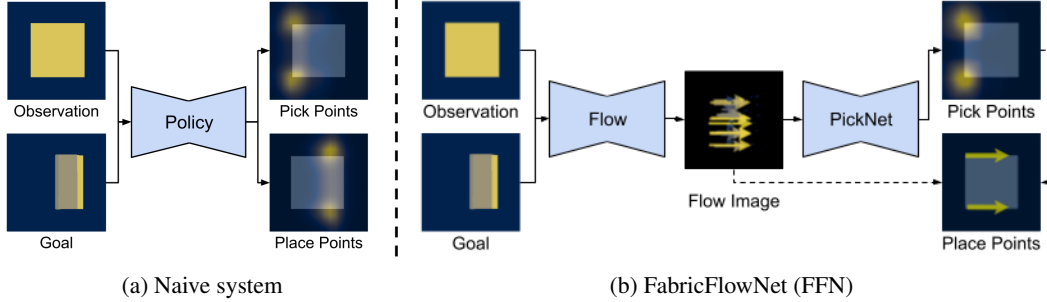 Observation
Goal
Policy
Pick Points
Place Points
(a) Naive system
Observation
Goal
Flow
Flow Image
PickNet
Pick Points
Place Points
(b) FabricFlowNet (FFN)